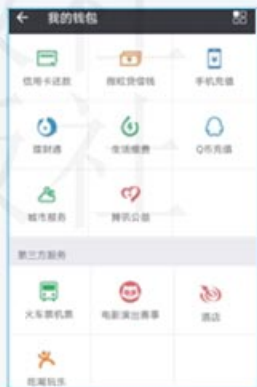 我的钱包
信用卡还款 微粒贷借钱 手机充值
理财通 生活缴费 Q币充值
城市服务 腾讯公益
第三方服务
火车票机票 电影演出赛事 酒店
吃喝玩乐